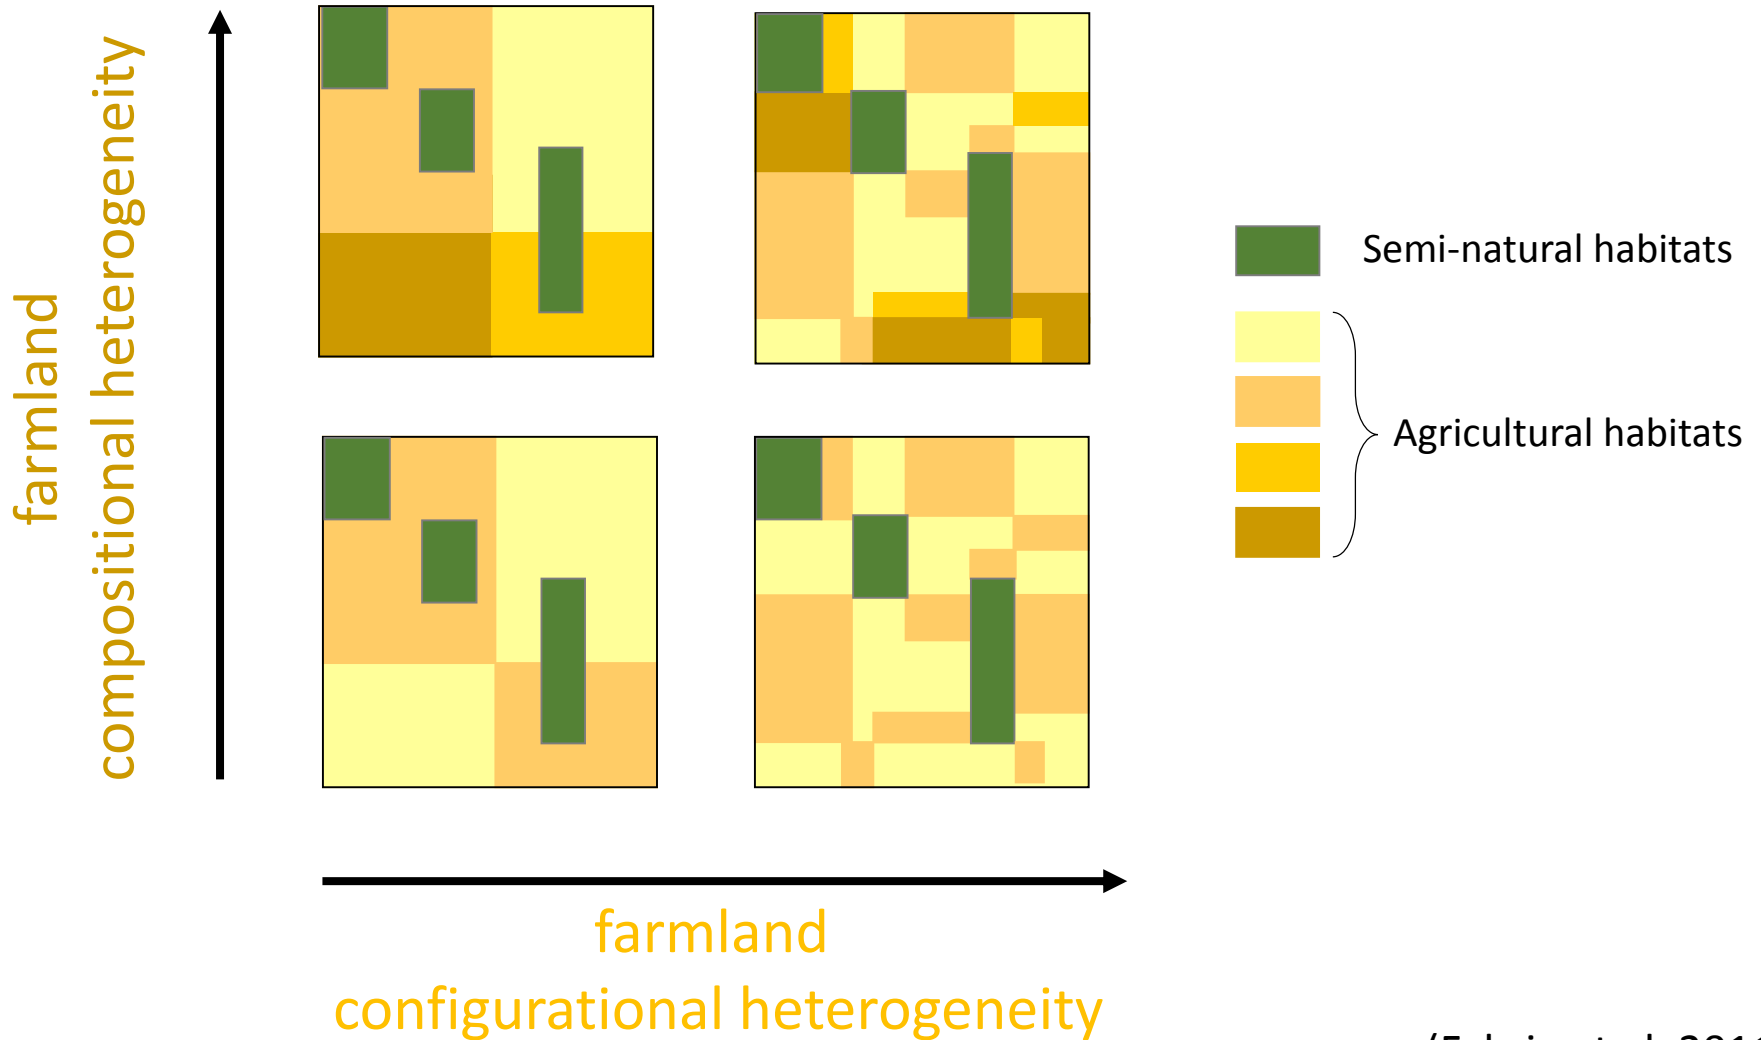 farmland
compositional heterogeneity
Semi-natural habitats
Agricultural habitats
farmland
configurational heterogeneity